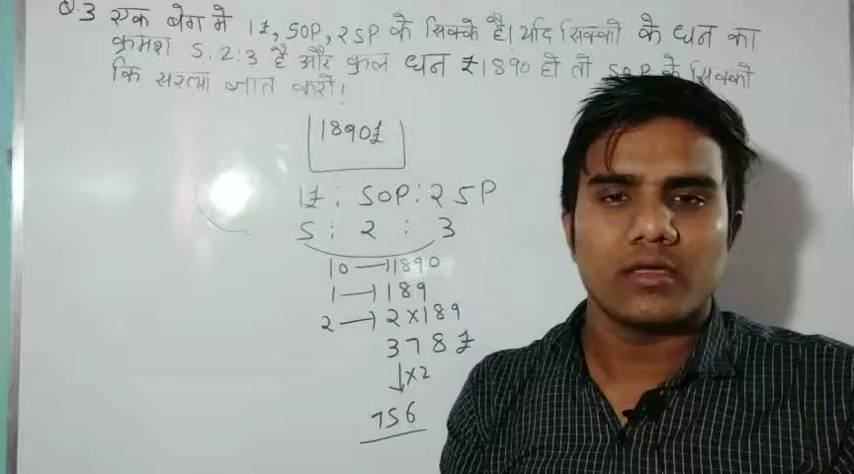 Q.3 एक बेग मे 1₹, 50P, 25P के सिक्के है। यदि सिक्को के धन का
क्रमश 5:2:3 है और कुल धन ₹1890 हो तो 50P के सिक्को
कि सख्या ज्ञात करो।
1890₹
1₹ : 50P : 25P
5 : 2 : 3
10 → 1890
1 → 189
2 → 2×189
378₹
↓×2
756